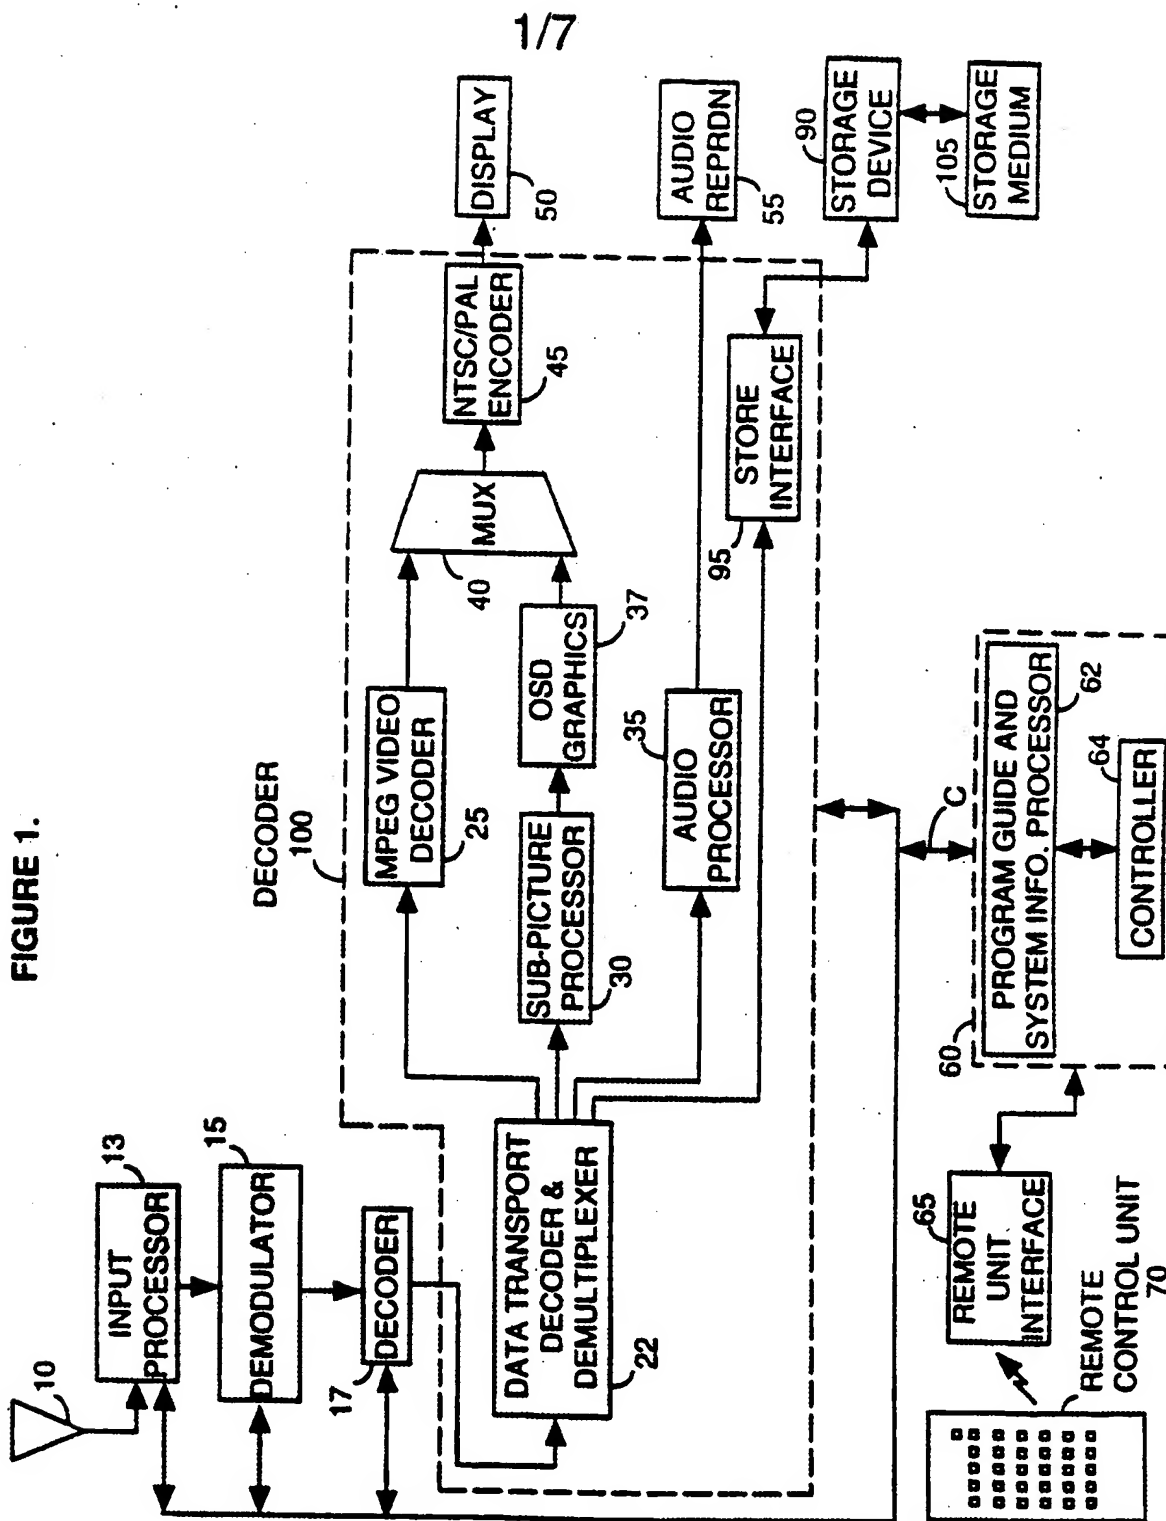 1/7
FIGURE 1.
10
INPUT
PROCESSOR
13
DEMODULATOR
15
DECODER
17
DECODER
100
DATA TRANSPORT
DECODER &
DEMULTIPLEXER
22
MPEG VIDEO
DECODER
25
SUB-PICTURE
PROCESSOR
30
OSD
GRAPHICS
37
MUX
40
NTSC/PAL
ENCODER
45
DISPLAY
50
AUDIO
PROCESSOR
35
AUDIO
REPRDN
55
STORE
INTERFACE
95
STORAGE
DEVICE
90
STORAGE
MEDIUM
105
C
60
PROGRAM GUIDE AND
SYSTEM INFO. PROCESSOR
62
CONTROLLER
64
REMOTE
UNIT
INTERFACE
65
REMOTE
CONTROL UNIT
70